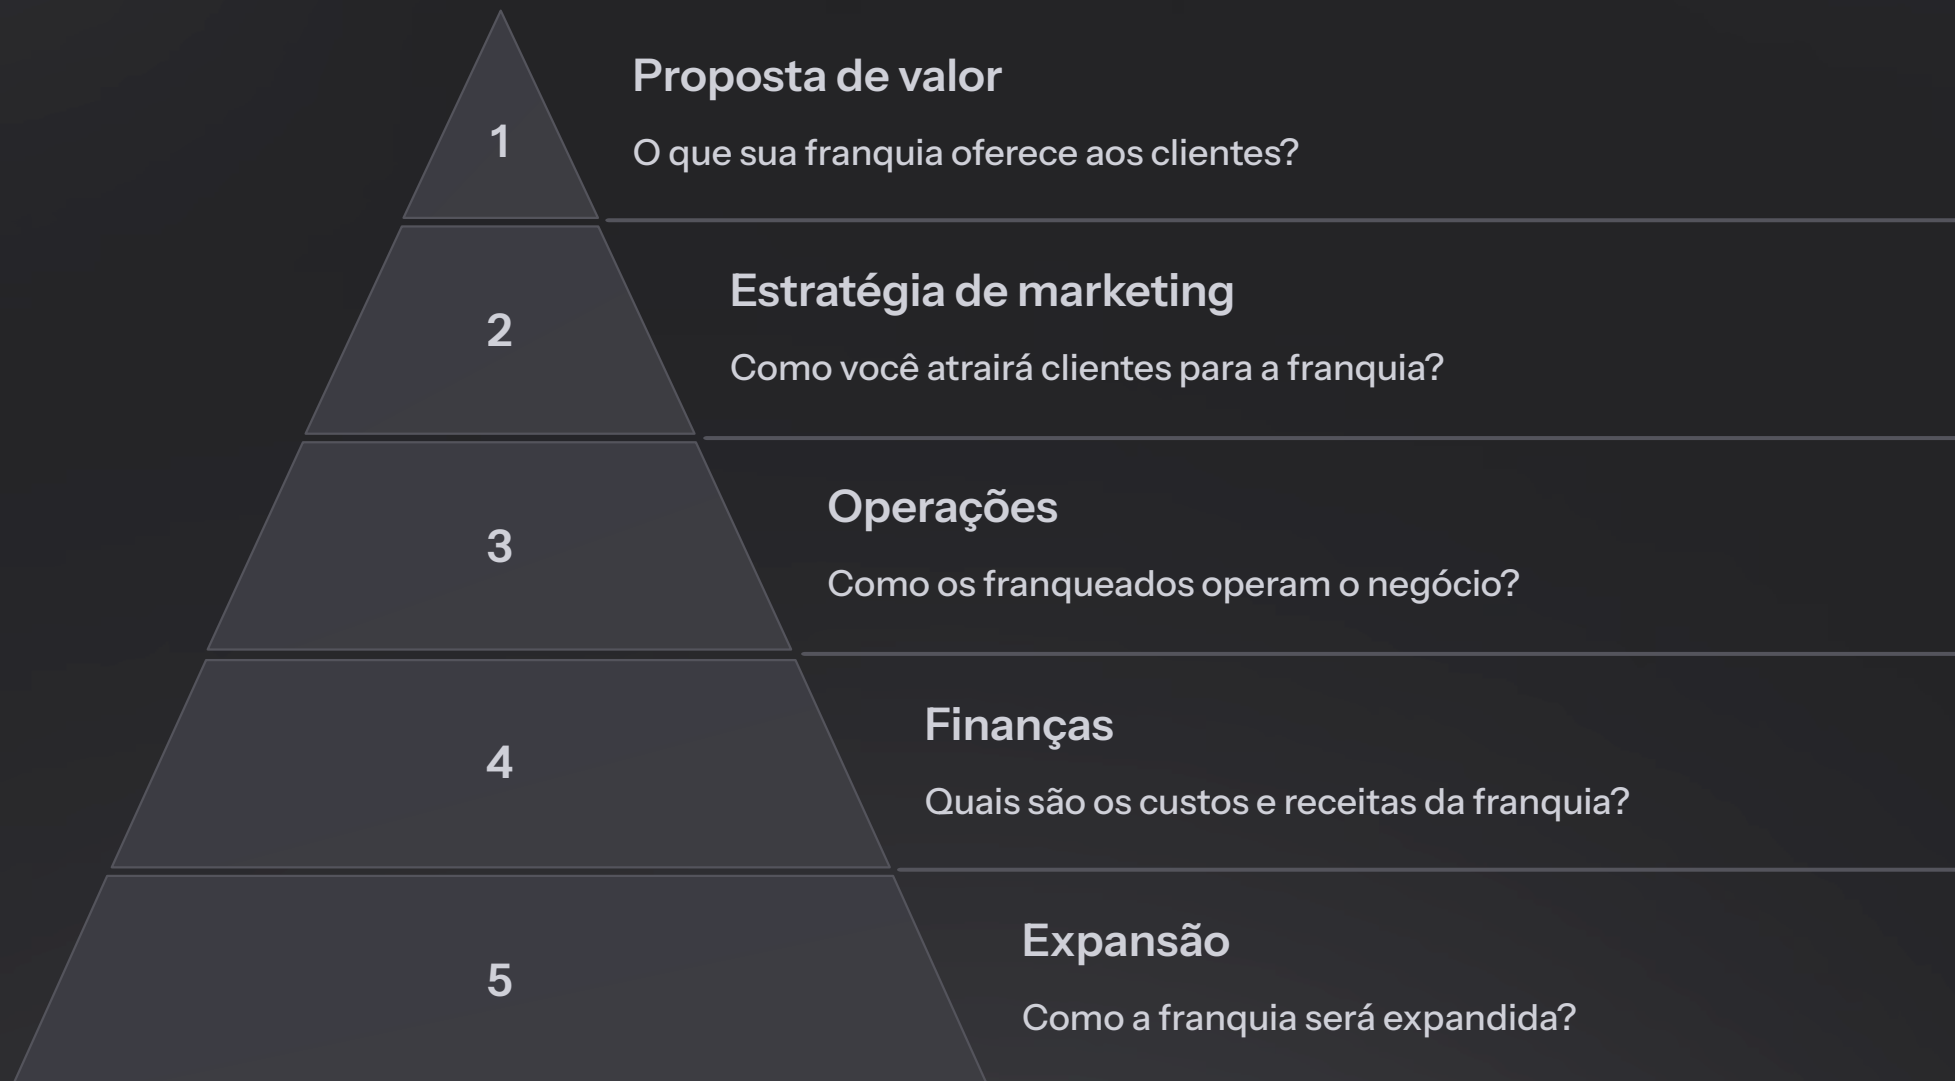 1
Proposta de valor
O que sua franquia oferece aos clientes?
2
Estratégia de marketing
Como você atrairá clientes para a franquia?
3
Operações
Como os franqueados operam o negócio?
4
Finanças
Quais são os custos e receitas da franquia?
5
Expansão
Como a franquia será expandida?